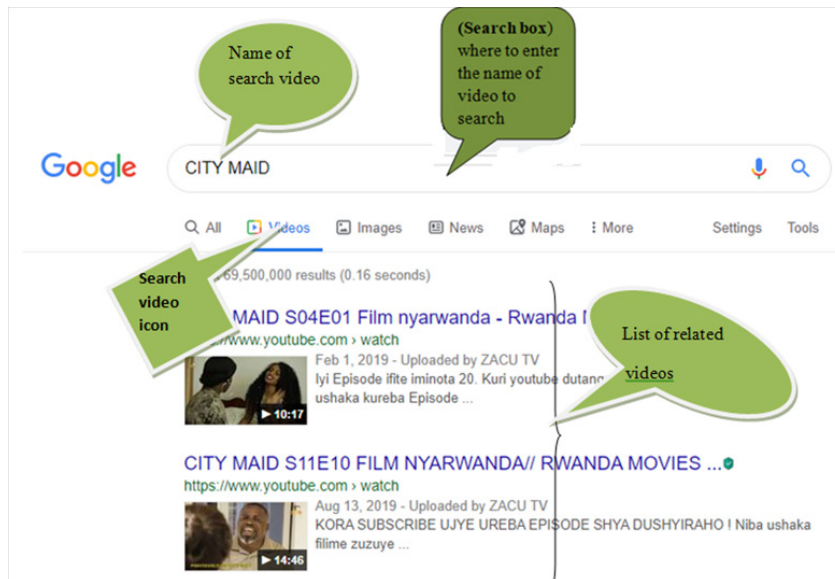 Name of
search video
(Search box)
where to enter
the name of
video to
search
Google
CITY MAID
All Videos Images News Maps More Settings Tools
Search
video
icon
69,500,000 results (0.16 seconds)
MAID S04E01 Film nyarwanda - Rwanda
www.youtube.com › watch
Feb 1, 2019 - Uploaded by ZACU TV
Iyi Episode ifite iminota 20. Kuri youtube
ushaka kureba Episode ...
10:17
List of related
videos
CITY MAID S11E10 FILM NYARWANDA// RWANDA MOVIES ...
https://www.youtube.com › watch
Aug 13, 2019 - Uploaded by ZACU TV
KORA SUBSCRIBE UJYE UREBA EPISODE SHYA DUSHYIRAHO ! Niba ushaka
filime zuzuye ...
14:46